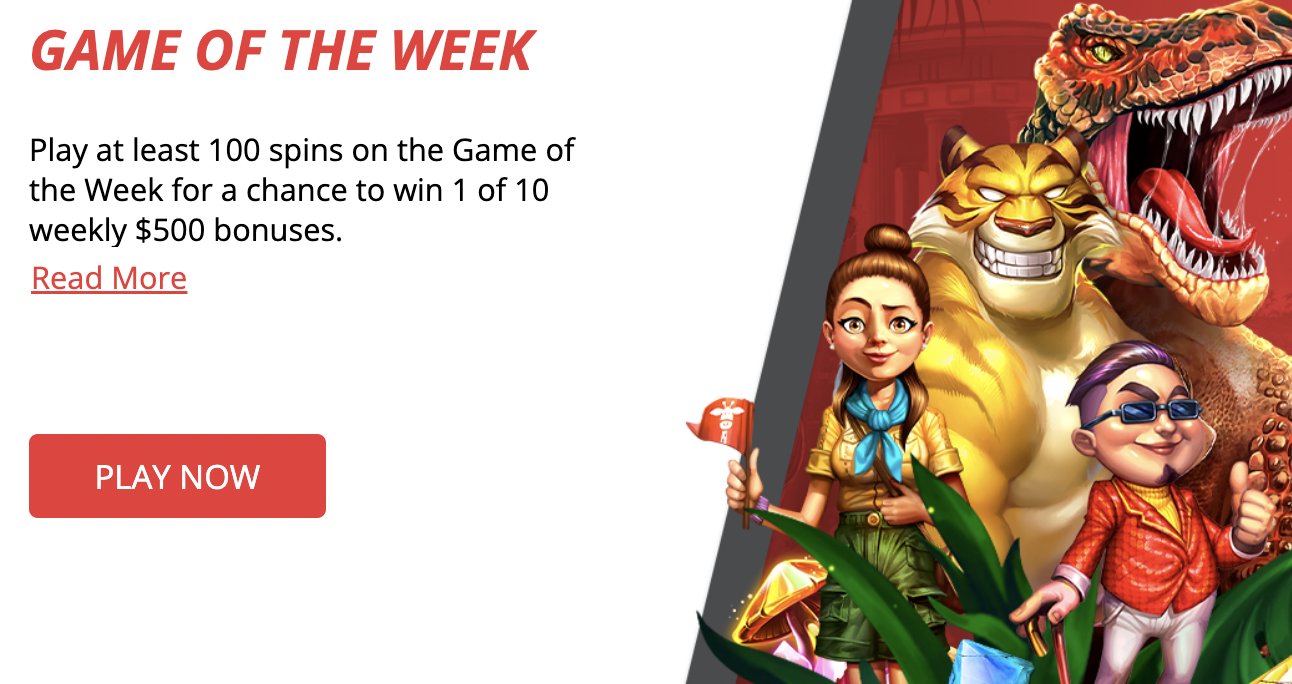 GAME OF THE WEEK
Play at least 100 spins on the Game of
the Week for a chance to win 1 of 10
weekly $500 bonuses.
Read More
PLAY NOW